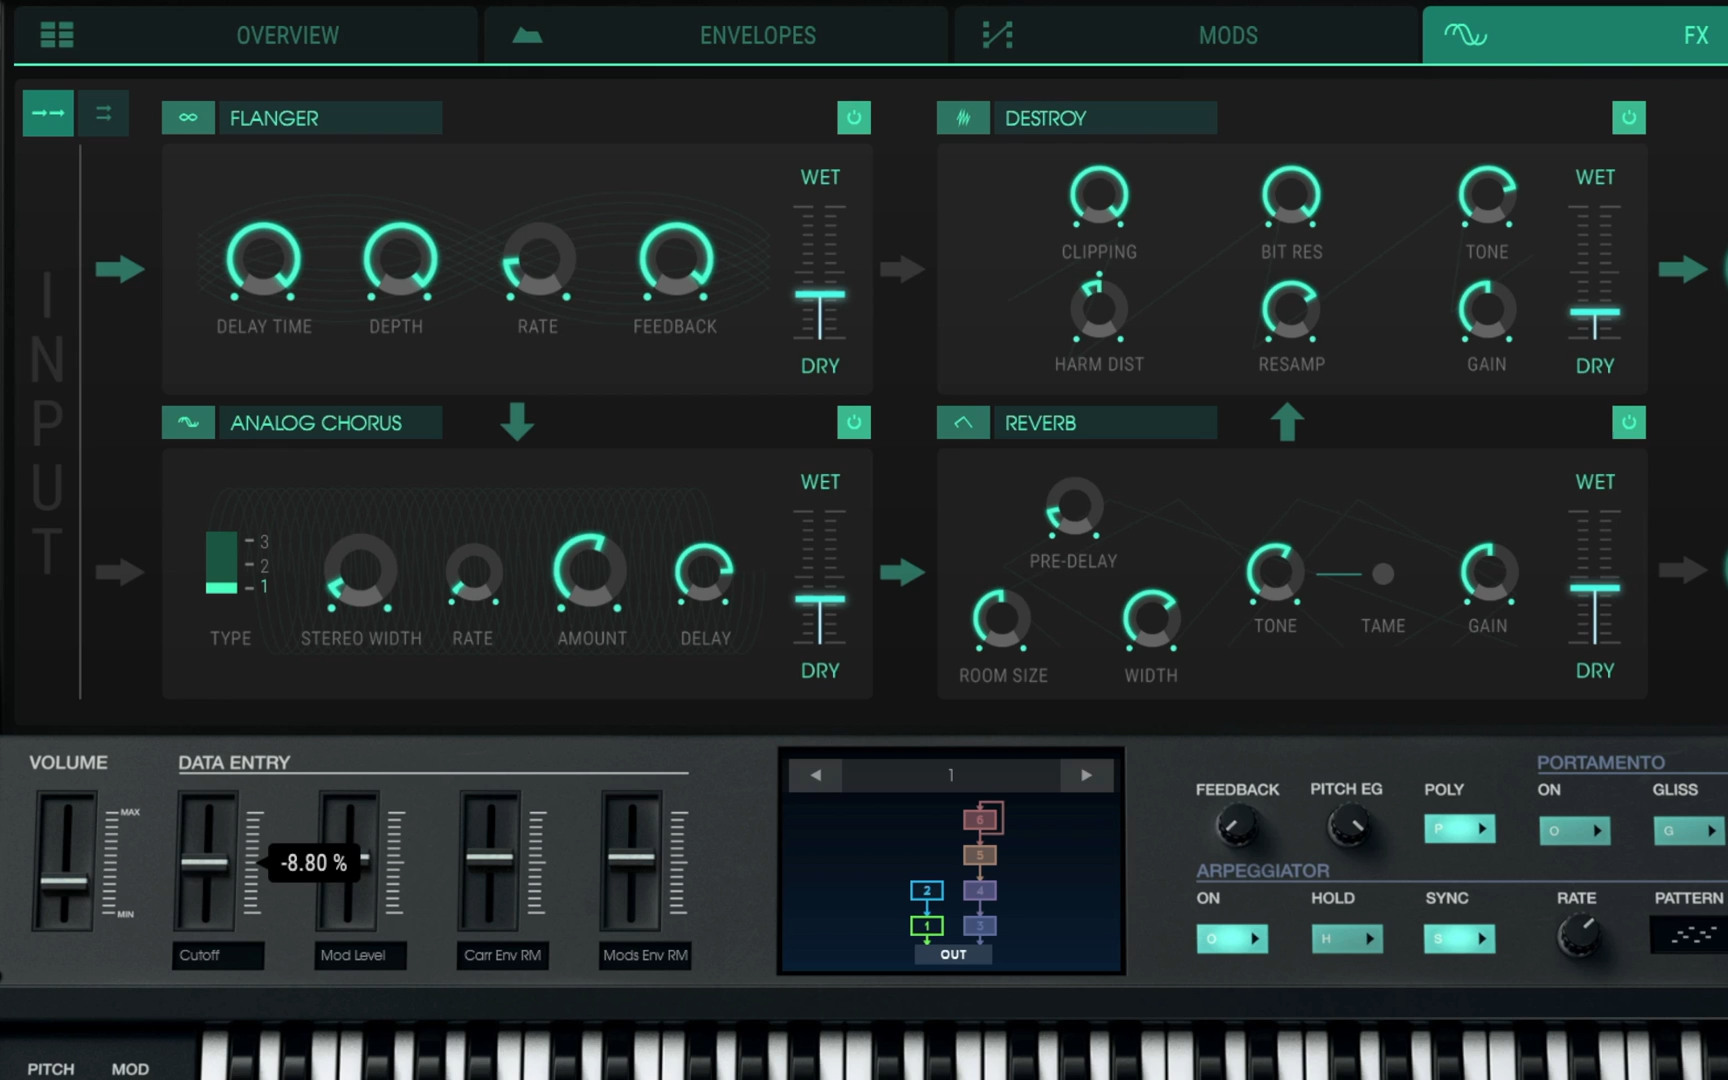 OVERVIEW
ENVELOPES
MODS
FX
INPUT
FLANGER
DELAY TIME
DEPTH
RATE
FEEDBACK
WET
DRY
DESTROY
CLIPPING
BIT RES
TONE
HARM DIST
RESAMP
GAIN
WET
DRY
ANALOG CHORUS
3
2
1
TYPE
STEREO WIDTH
RATE
AMOUNT
DELAY
WET
DRY
REVERB
PRE-DELAY
ROOM SIZE
WIDTH
TONE
TAME
GAIN
WET
DRY
VOLUME
MAX
MIN
DATA ENTRY
-8.80 %
Cutoff
Mod Level
Carr Env RM
Mods Env RM
1
6
5
2
4
1
3
OUT
FEEDBACK
PITCH EG
POLY
P
PORTAMENTO
ON
GLISS
O
G
ARPEGGIATOR
ON
HOLD
SYNC
RATE
PATTERN
O
H
S
PITCH
MOD